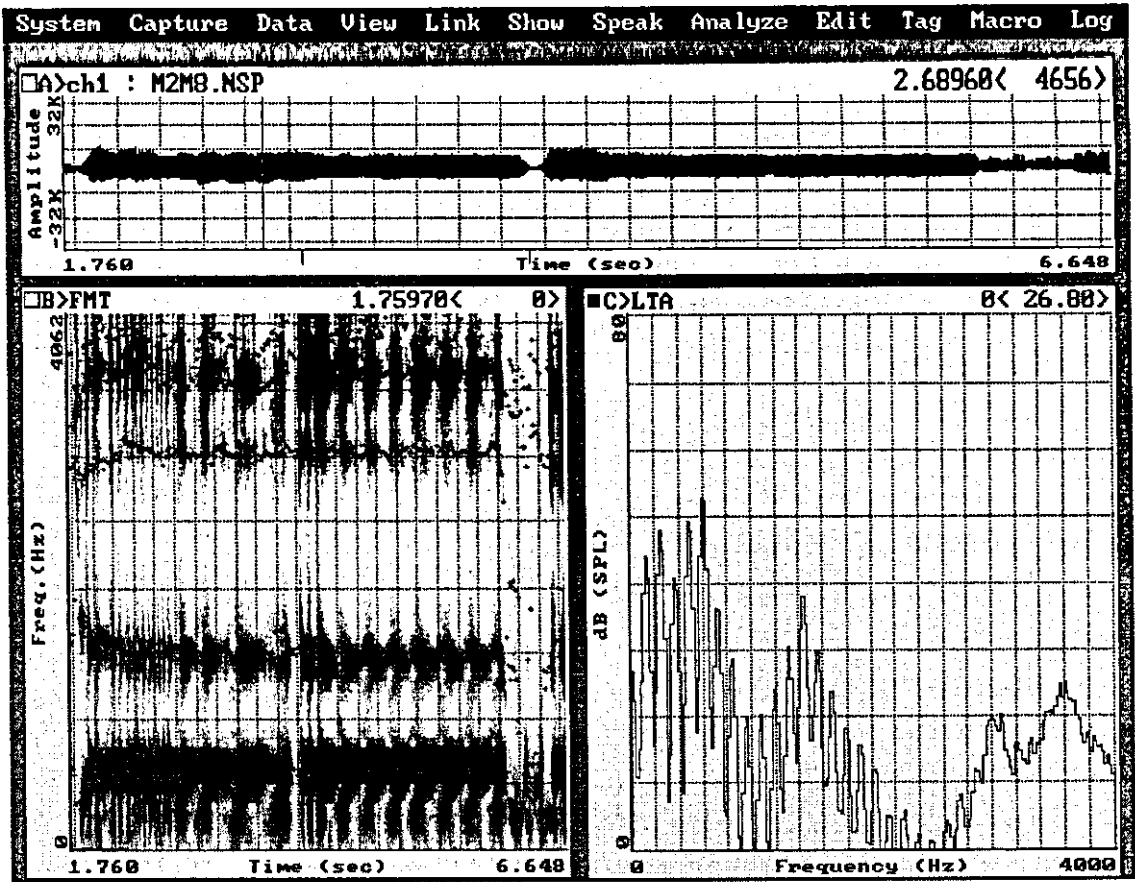 System Capture Data View Link Show Speak Analyze Edit Tag Macro Log
A>ch1 : M2M8.NSP 2.68960< 4656>
Amplitude
32K
-32K
1.760 Time (sec) 6.648
B>FMT 1.75970< 0>
4062
Freq.(Hz)
0
1.760 Time (sec) 6.648
C>LTA 0< 26.80>
80
dB (SPL)
0
0 Frequency (Hz) 4000